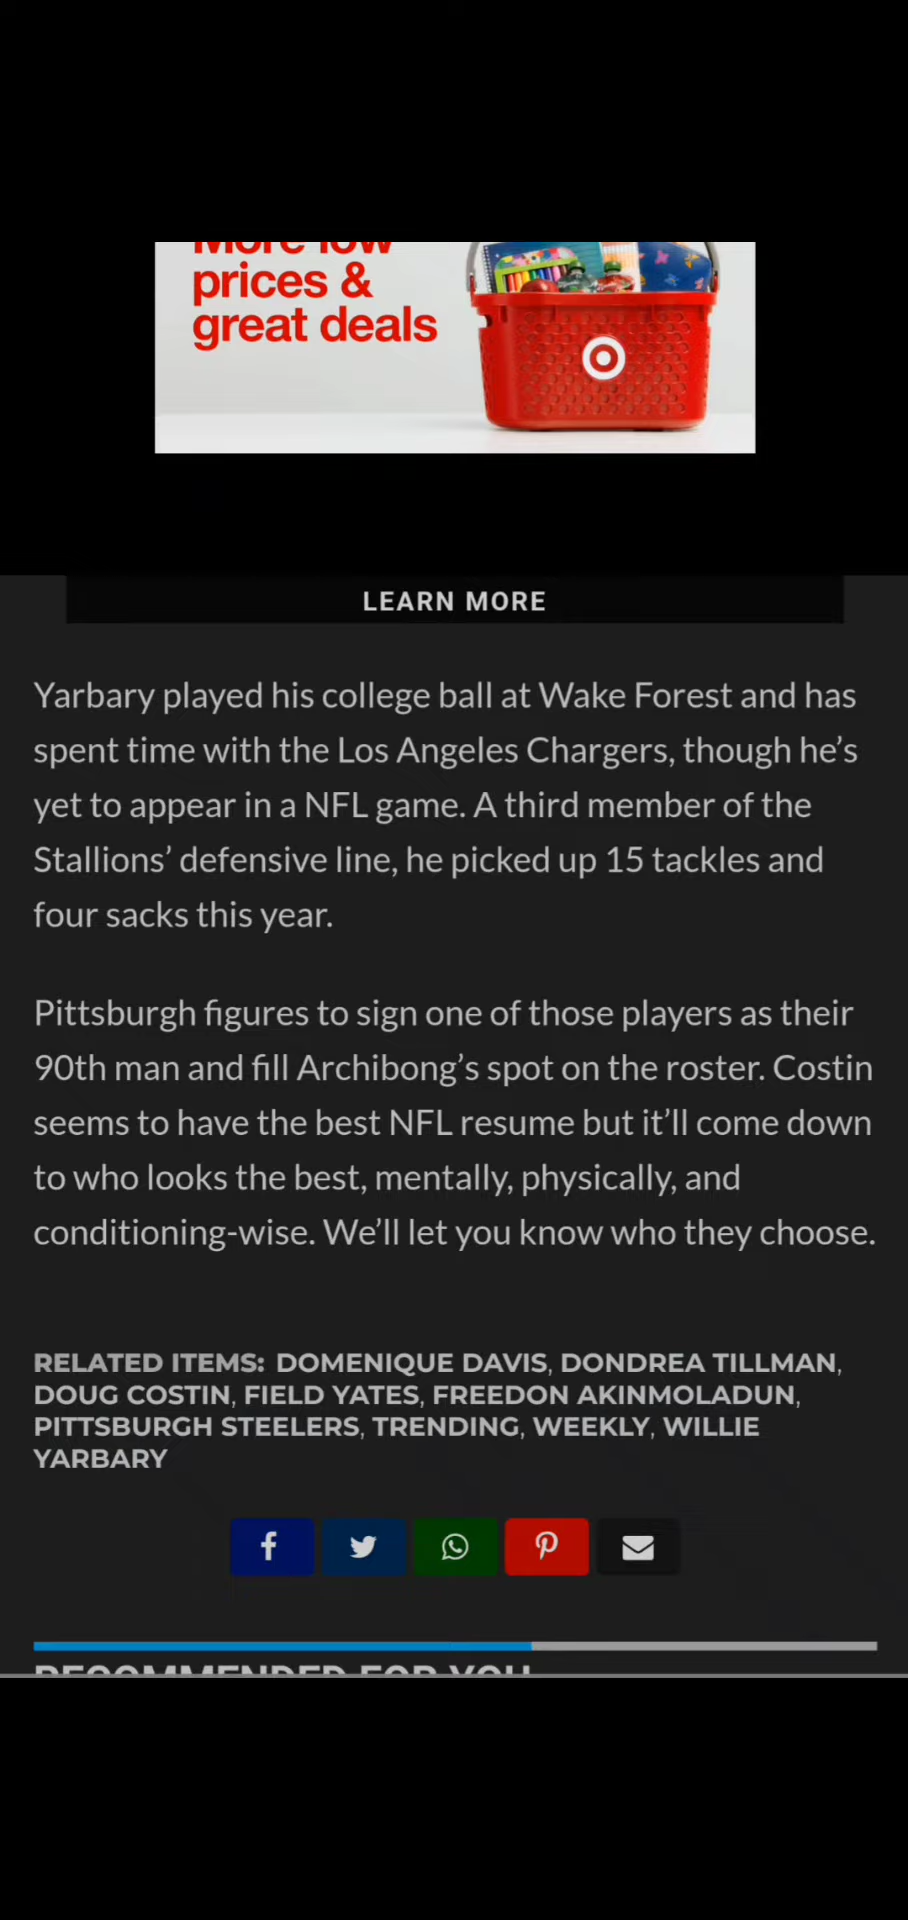 More low
prices &
great deals
LEARN MORE
Yarbary played his college ball at Wake Forest and has
spent time with the Los Angeles Chargers, though he’s
yet to appear in a NFL game. A third member of the
Stallions’ defensive line, he picked up 15 tackles and
four sacks this year.
Pittsburgh figures to sign one of those players as their
90th man and fill Archibong’s spot on the roster. Costin
seems to have the best NFL resume but it’ll come down
to who looks the best, mentally, physically, and
conditioning-wise. We’ll let you know who they choose.
RELATED ITEMS: DOMENIQUE DAVIS, DONDREA TILLMAN,
DOUG COSTIN, FIELD YATES, FREEDON AKINMOLADUN,
PITTSBURGH STEELERS, TRENDING, WEEKLY, WILLIE
YARBARY
RECOMMENDED FOR YOU